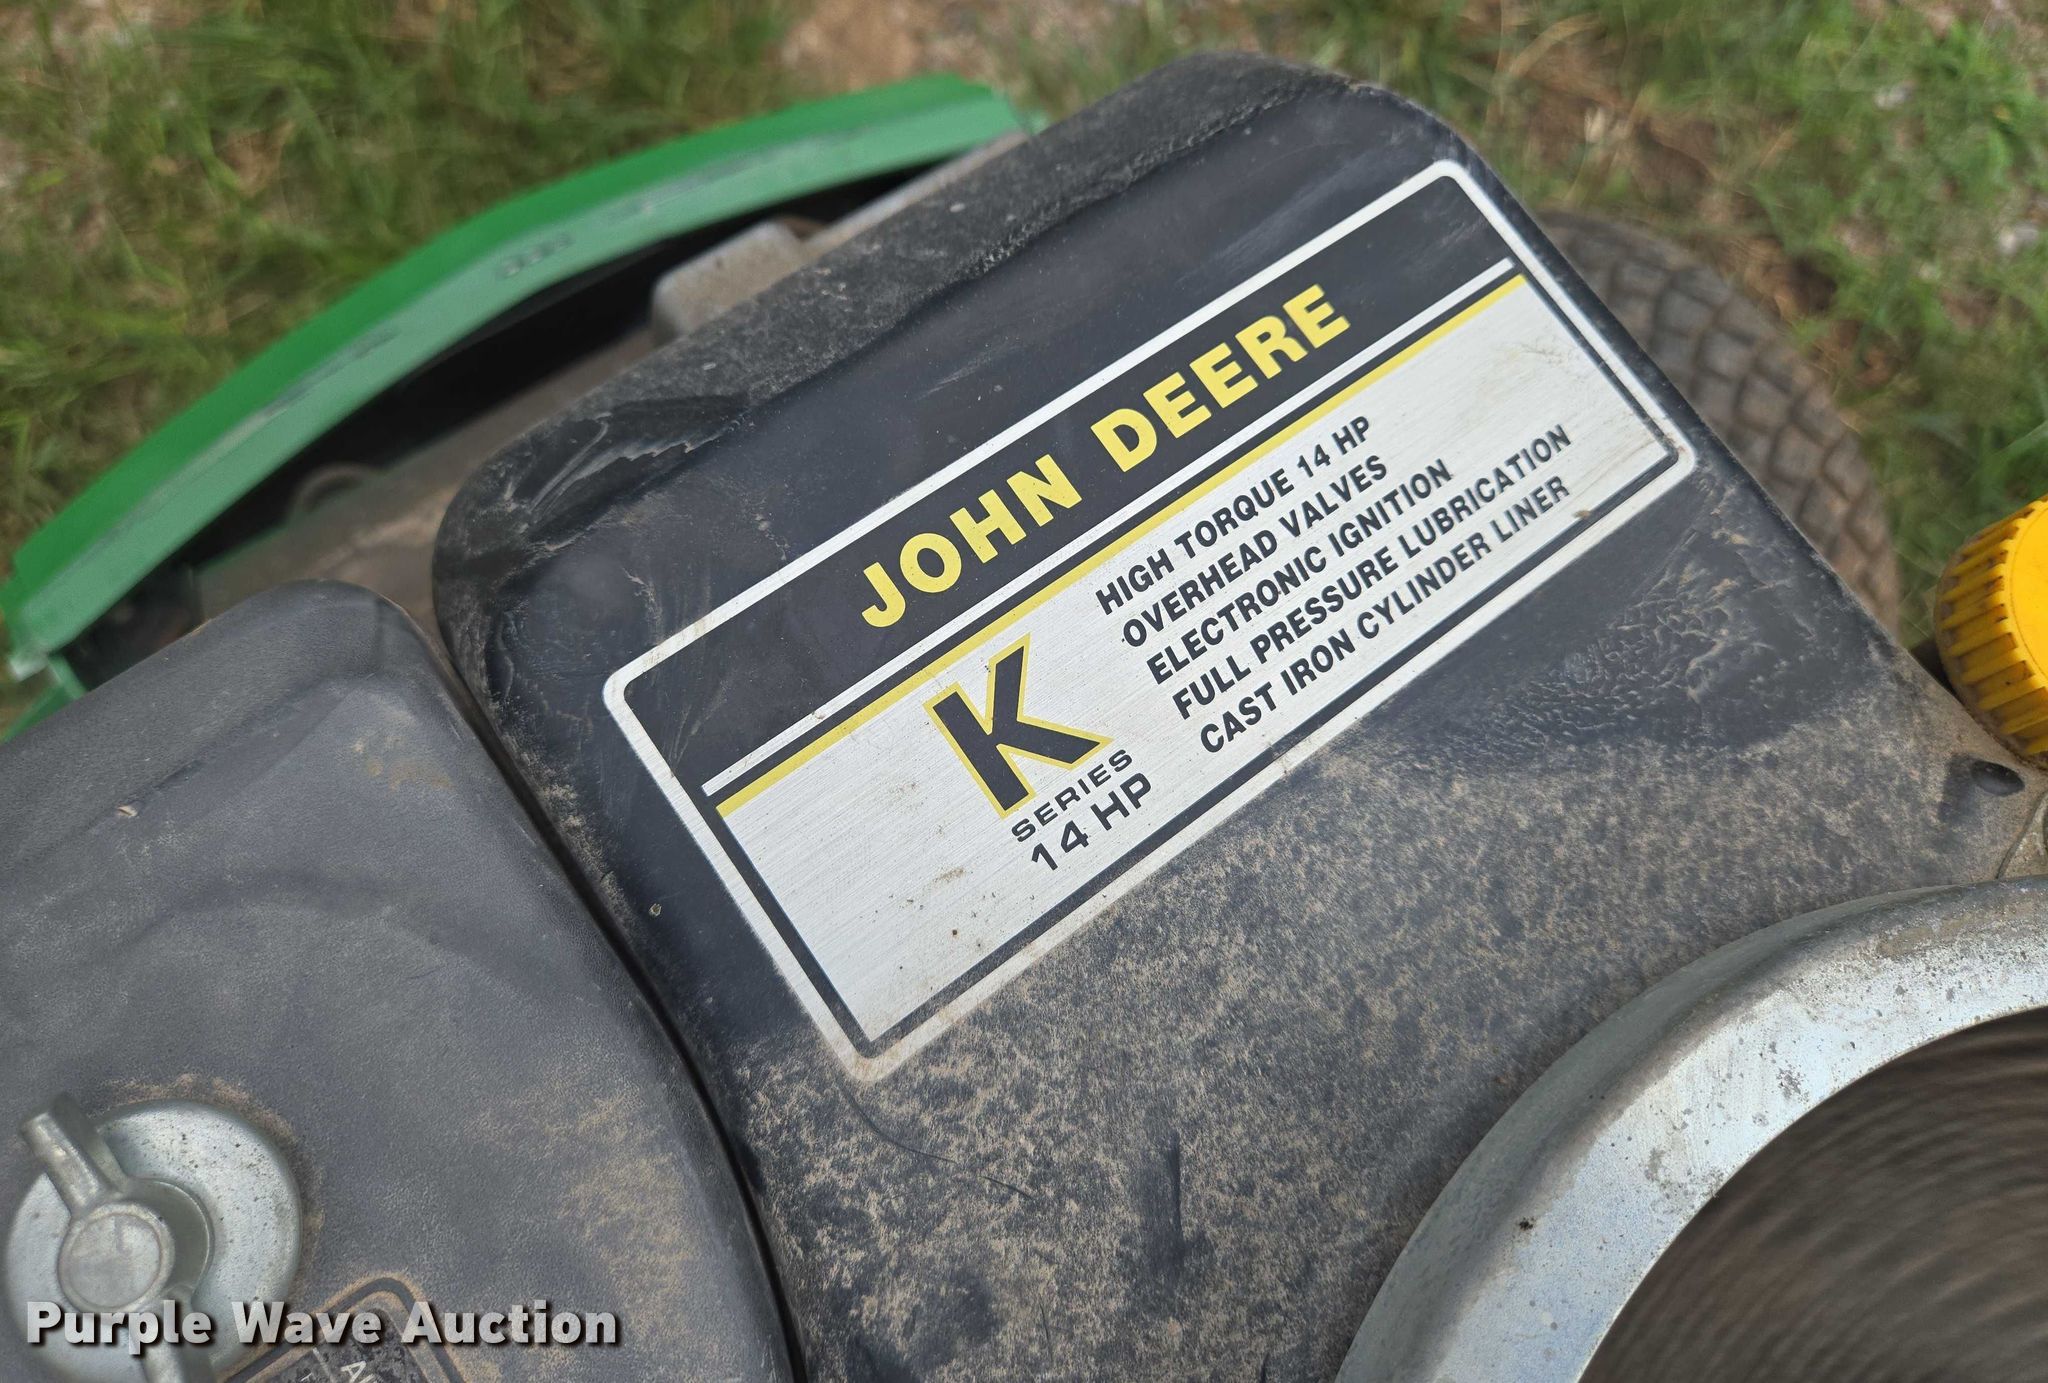 JOHN DEERE
K
SERIES
14 HP
HIGH TORQUE 14 HP
OVERHEAD VALVES
ELECTRONIC IGNITION
FULL PRESSURE LUBRICATION
CAST IRON CYLINDER LINER
Purple Wave Auction